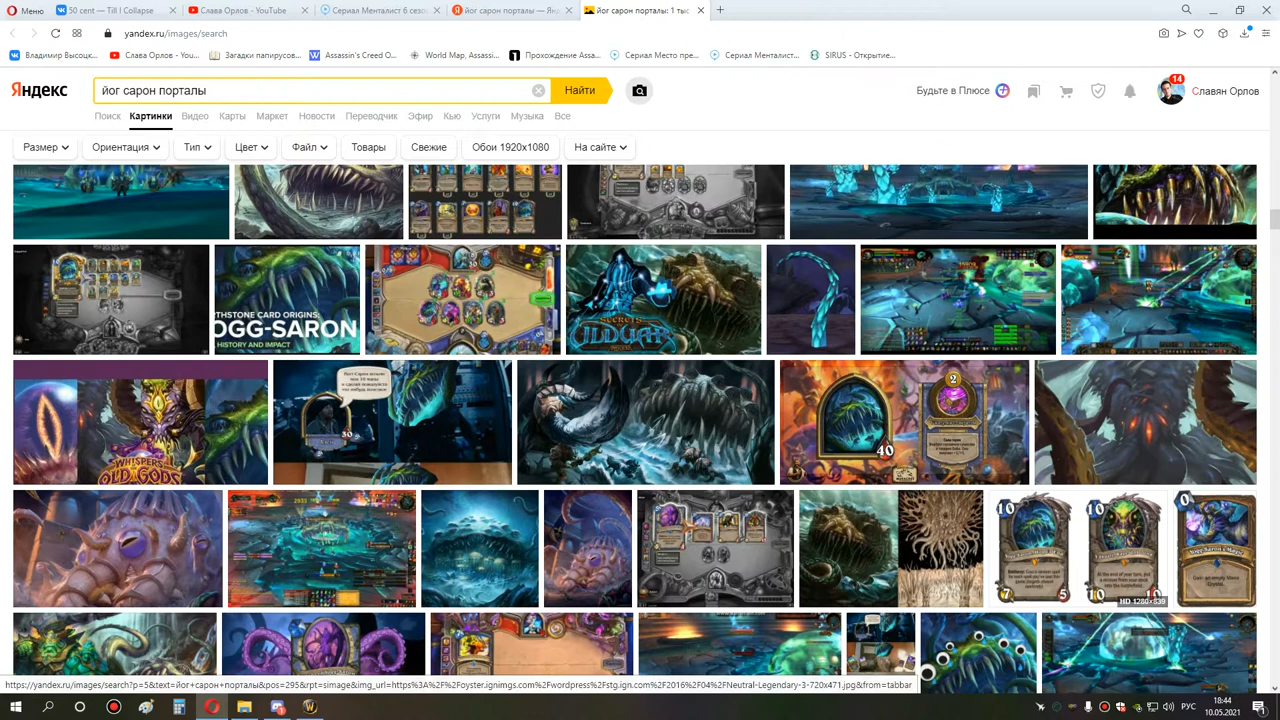 Меню
50 cent — Till I Collapse
Слава Орлов - YouTube
Сериал Менталист 6 сезо
йог сарон порталы — Янд
йог сарон порталы: 1 тыс
yandex.ru/images/search
Владимир Высоцк...
Слава Орлов - You...
Загадки папирусов...
Assassin's Creed O...
World Map, Assassi...
Прохождение Assa...
Сериал Место пре...
Сериал Менталист...
SIRUS - Открытие...
Яндекс
йог сарон порталы
Найти
Будьте в Плюсе
14
Славян Орлов
Поиск Картинки Видео Карты Маркет Новости Переводчик Эфир Кью Услуги Музыка Все
Размер
Ориентация
Тип
Цвет
Файл
Товары
Свежие
Обои 1920x1080
На сайте
THSTONE CARD ORIGINS:
OGG-SARON
HISTORY AND IMPACT
SECRETS
ULDUAR
WHISPERS
OF THE
OLD GODS
30
40
2
10
7
5
10
10
0
HD 1280×839
https://yandex.ru/images/search?p=5&text=йог+сарон+порталы&pos=295&rpt=simage&img_url=https%3A%2F%2Foyster.ignimgs.com%2Fwordpress%2Fstg.ign.com%2F2016%2F04%2FNeutral-Legendary-3-720x471.jpg&from=tabbar
РУС
18:44
10.05.2021
1